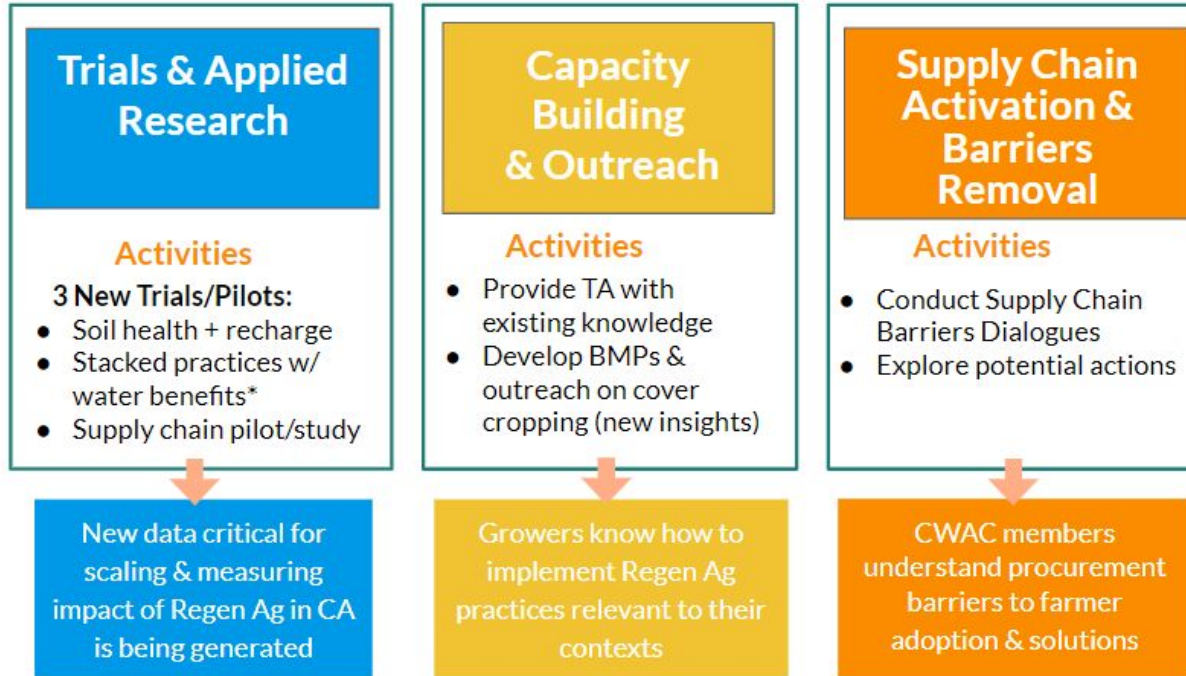 Trials & Applied
Research
Activities
3 New Trials/Pilots:
● Soil health + recharge
● Stacked practices w/
water benefits*
● Supply chain pilot/study
New data critical for
scaling & measuring
impact of Regen Ag in CA
is being generated
Capacity
Building
& Outreach
Activities
● Provide TA with
existing knowledge
● Develop BMPs &
outreach on cover
cropping (new insights)
Growers know how to
implement Regen Ag
practices relevant to their
contexts
Supply Chain
Activation &
Barriers
Removal
Activities
● Conduct Supply Chain
Barriers Dialogues
● Explore potential actions
CWAC members
understand procurement
barriers to farmer
adoption & solutions